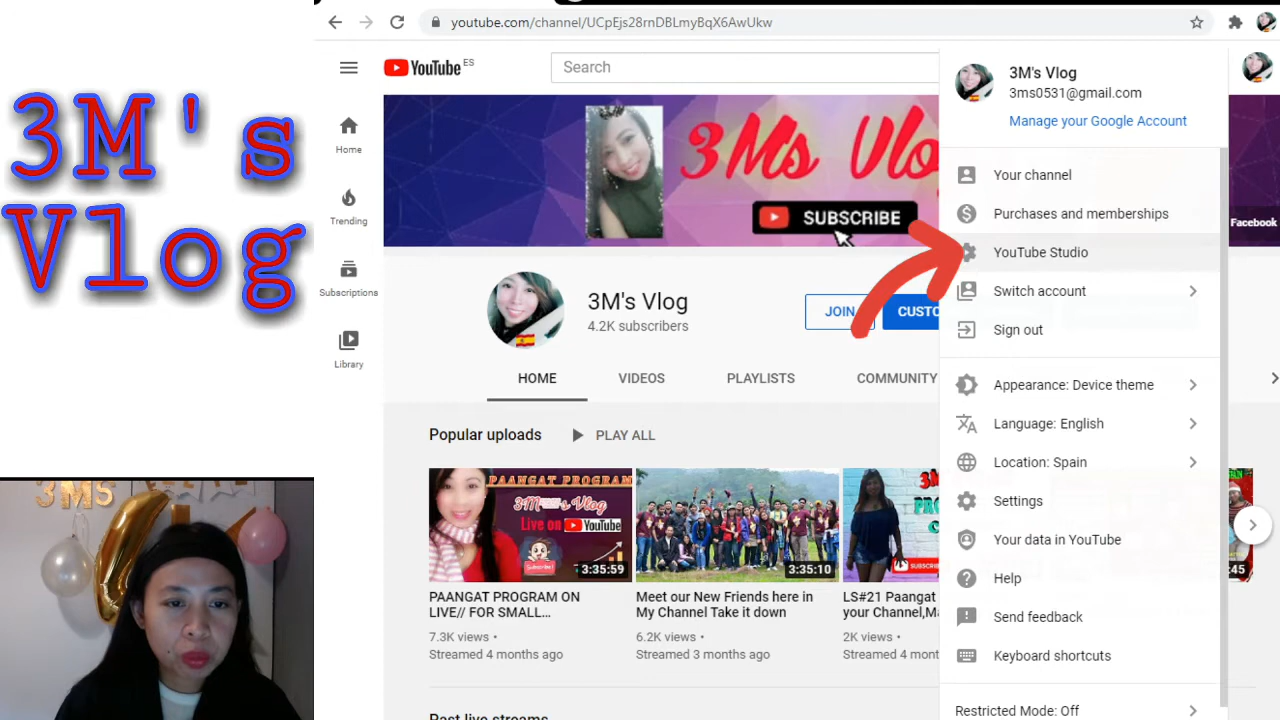 3M's
Vlog
youtube.com/channel/UCpEjs28rnDBLmyBqX6AwUkw
YouTube ES
Search
3M's Vlog
3ms0531@gmail.com
Manage your Google Account
Home
Trending
Subscriptions
Library
3Ms Vlo
SUBSCRIBE
Facebook
3M's Vlog
4.2K subscribers
JOIN
CUSTO
HOME
VIDEOS
PLAYLISTS
COMMUNITY
Your channel
Purchases and memberships
YouTube Studio
Switch account
Sign out
Appearance: Device theme
Language: English
Location: Spain
Settings
Your data in YouTube
Help
Send feedback
Keyboard shortcuts
Restricted Mode: Off
Popular uploads
PLAY ALL
PAANGAT PROGRAM
3M's Vlog
Live on YouTube
Subscribe!
3:35:59
3:35:10
SUBSCRIBE
:45
PAANGAT PROGRAM ON
LIVE// FOR SMALL...
7.3K views •
Streamed 4 months ago
Meet our New Friends here in
My Channel Take it down
6.2K views •
Streamed 3 months ago
LS#21 Paangat
your Channel,Ma
2K views •
Streamed 4 mont
Past live streams
3MS